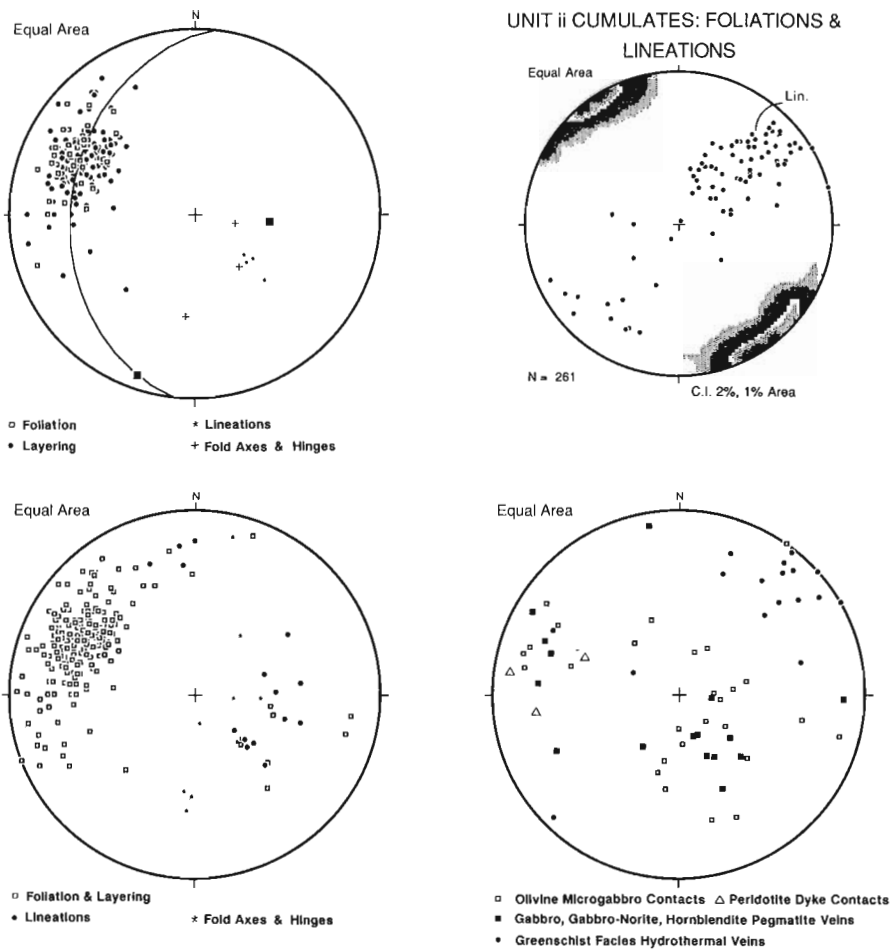 Equal Area
N
□ Foliation
● Layering
* Lineations
+ Fold Axes & Hinges
UNIT ii CUMULATES: FOLIATIONS &
LINEATIONS
Equal Area
Lin.
N = 261
C.I. 2%, 1% Area
Equal Area
N
□ Foliation & Layering
● Lineations
* Fold Axes & Hinges
Equal Area
N
□ Olivine Microgabbro Contacts △ Peridotite Dyke Contacts
■ Gabbro, Gabbro-Norite, Hornblendite Pegmatite Veins
● Greenschist Facies Hydrothermal Veins